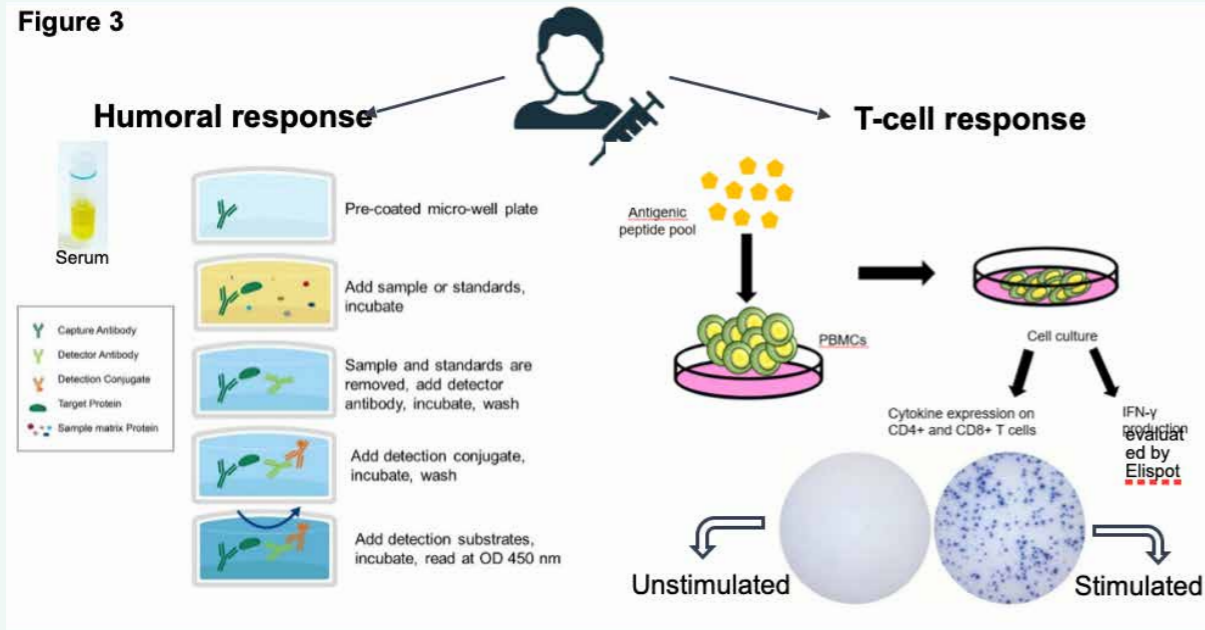 Figure 3
Humoral response
T-cell response
Serum
Pre-coated micro-well plate
Add sample or standards,
incubate
Sample and standards are
removed, add detector
antibody, incubate, wash
Add detection conjugate,
incubate, wash
Add detection substrates,
incubate, read at OD 450 nm
Capture Antibody
Detector Antibody
Detection Conjugate
Target Protein
Sample matrix Protein
Antigenic
peptide pool
PBMCs
Cell culture
Cytokine expression on
CD4+ and CD8+ T cells
IFN-γ
production
evaluat
ed by
Elispot
Unstimulated
Stimulated